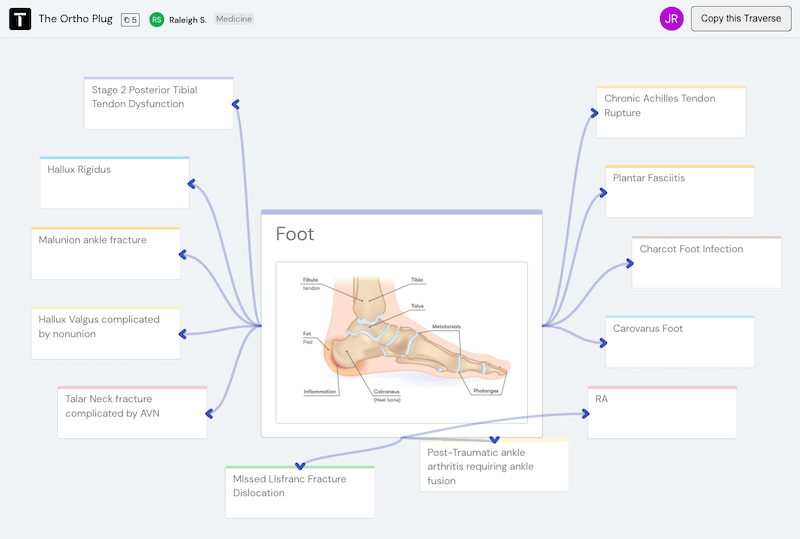 T The Ortho Plug 5 RS Raleigh S. Medicine JR Copy this Traverse
Stage 2 Posterior Tibial
Tendon Dysfunction
Hallux Rigidus
Malunion ankle fracture
Hallux Valgus complicated
by nonunion
Talar Neck fracture
complicated by AVN
Foot
Fibula
tendon
Tibia
Talus
Metatarsals
Fat
Pad
Inflammation
Calcaneus
(Heel bone)
Phalanges
Chronic Achilles Tendon
Rupture
Plantar Fasciitis
Charcot Foot Infection
Carovarus Foot
RA
MIssed LIsfranc Fracture
Dislocation
Post-Traumatic ankle
arthritis requiring ankle
fusion